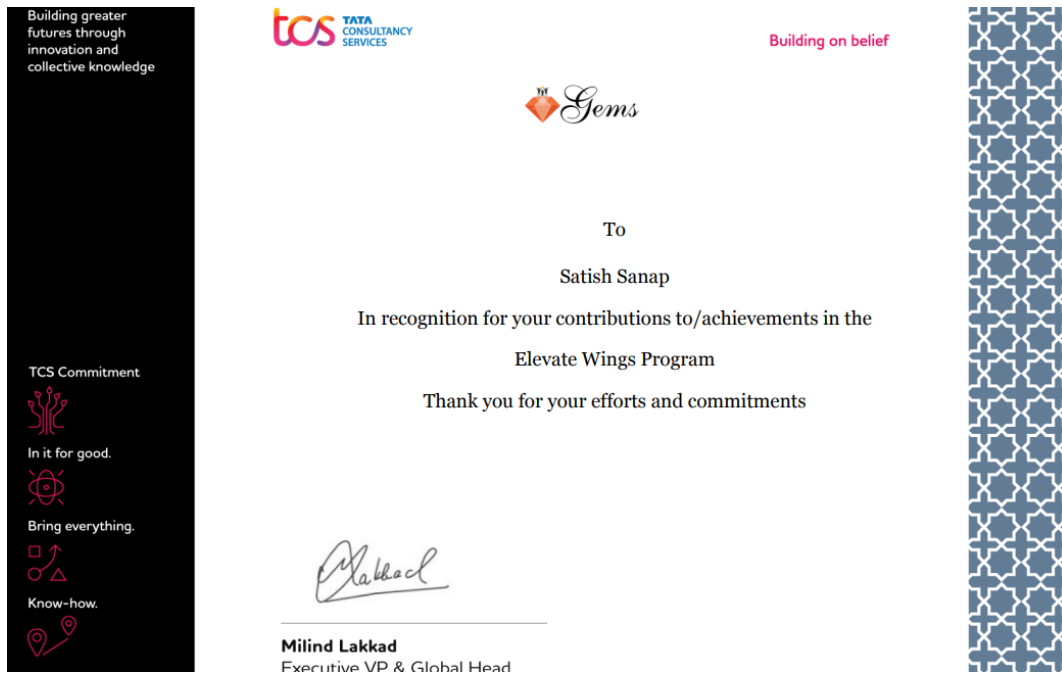 Building greater
futures through
innovation and
collective knowledge
TCS Commitment
In it for good.
Bring everything.
Know-how.
tcs TATA
CONSULTANCY
SERVICES
Building on belief
Gems
To
Satish Sanap
In recognition for your contributions to/achievements in the
Elevate Wings Program
Thank you for your efforts and commitments
Lakkad
Milind Lakkad
Executive VP & Global Head